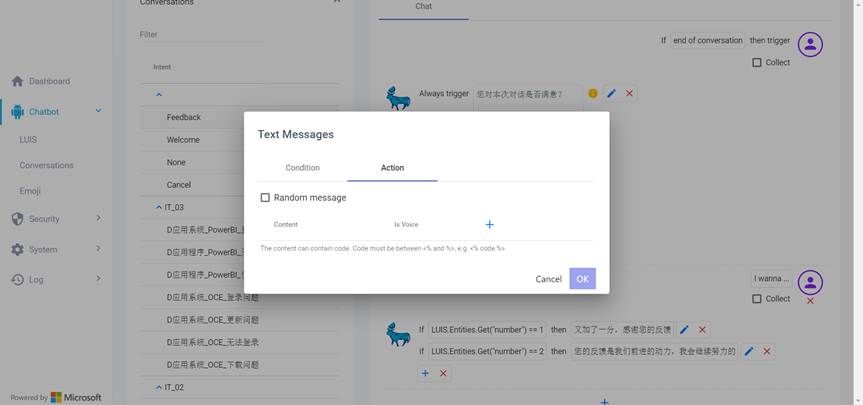 Conversations
Chat
Filter
If end of conversation then trigger
Collect
Intent
Dashboard
Always trigger 您对本次对话是否满意？
Chatbot
Feedback
Text Messages
LUIS
Welcome
Condition Action
Conversations
None
Emoji
Cancel
Random message
IT_03
Security
Content Is Voice
D应用系统_PowerBI_
D应用程序_PowerBI_
System
The content can contain code. Code must be between <% and %>, e.g. <% code %>
D应用程序_PowerBI_
Log
Cancel OK
I wanna ...
D应用系统_OCE_登录问题
Collect
D应用系统_OCE_更新问题
If LUIS.Entities.Get("number") == 1 then 又加了一分，感谢您的反馈
D应用系统_OCE_无法登录
If LUIS.Entities.Get("number") == 2 then 您的反馈是我们前进的动力，我会继续努力的
D应用系统_OCE_下载问题
IT_02
Powered by Microsoft